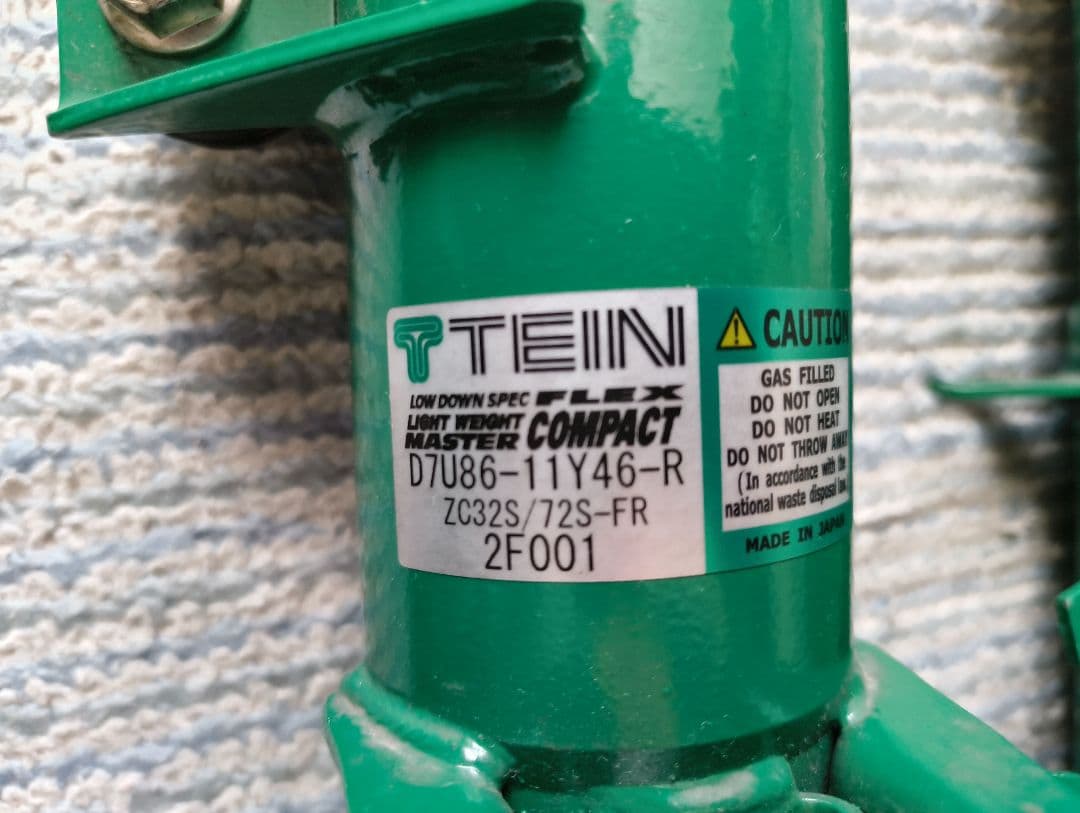 TEIN
LOW DOWN SPEC FLEX
LIGHT WEIGHT
MASTER COMPACT
D7U86-11Y46-R
ZC32S/72S-FR
2F001
CAUTION
GAS FILLED
DO NOT OPEN
DO NOT HEAT
DO NOT THROW AWAY
(In accordance with the
national waste disposal law
MADE IN JAPAN